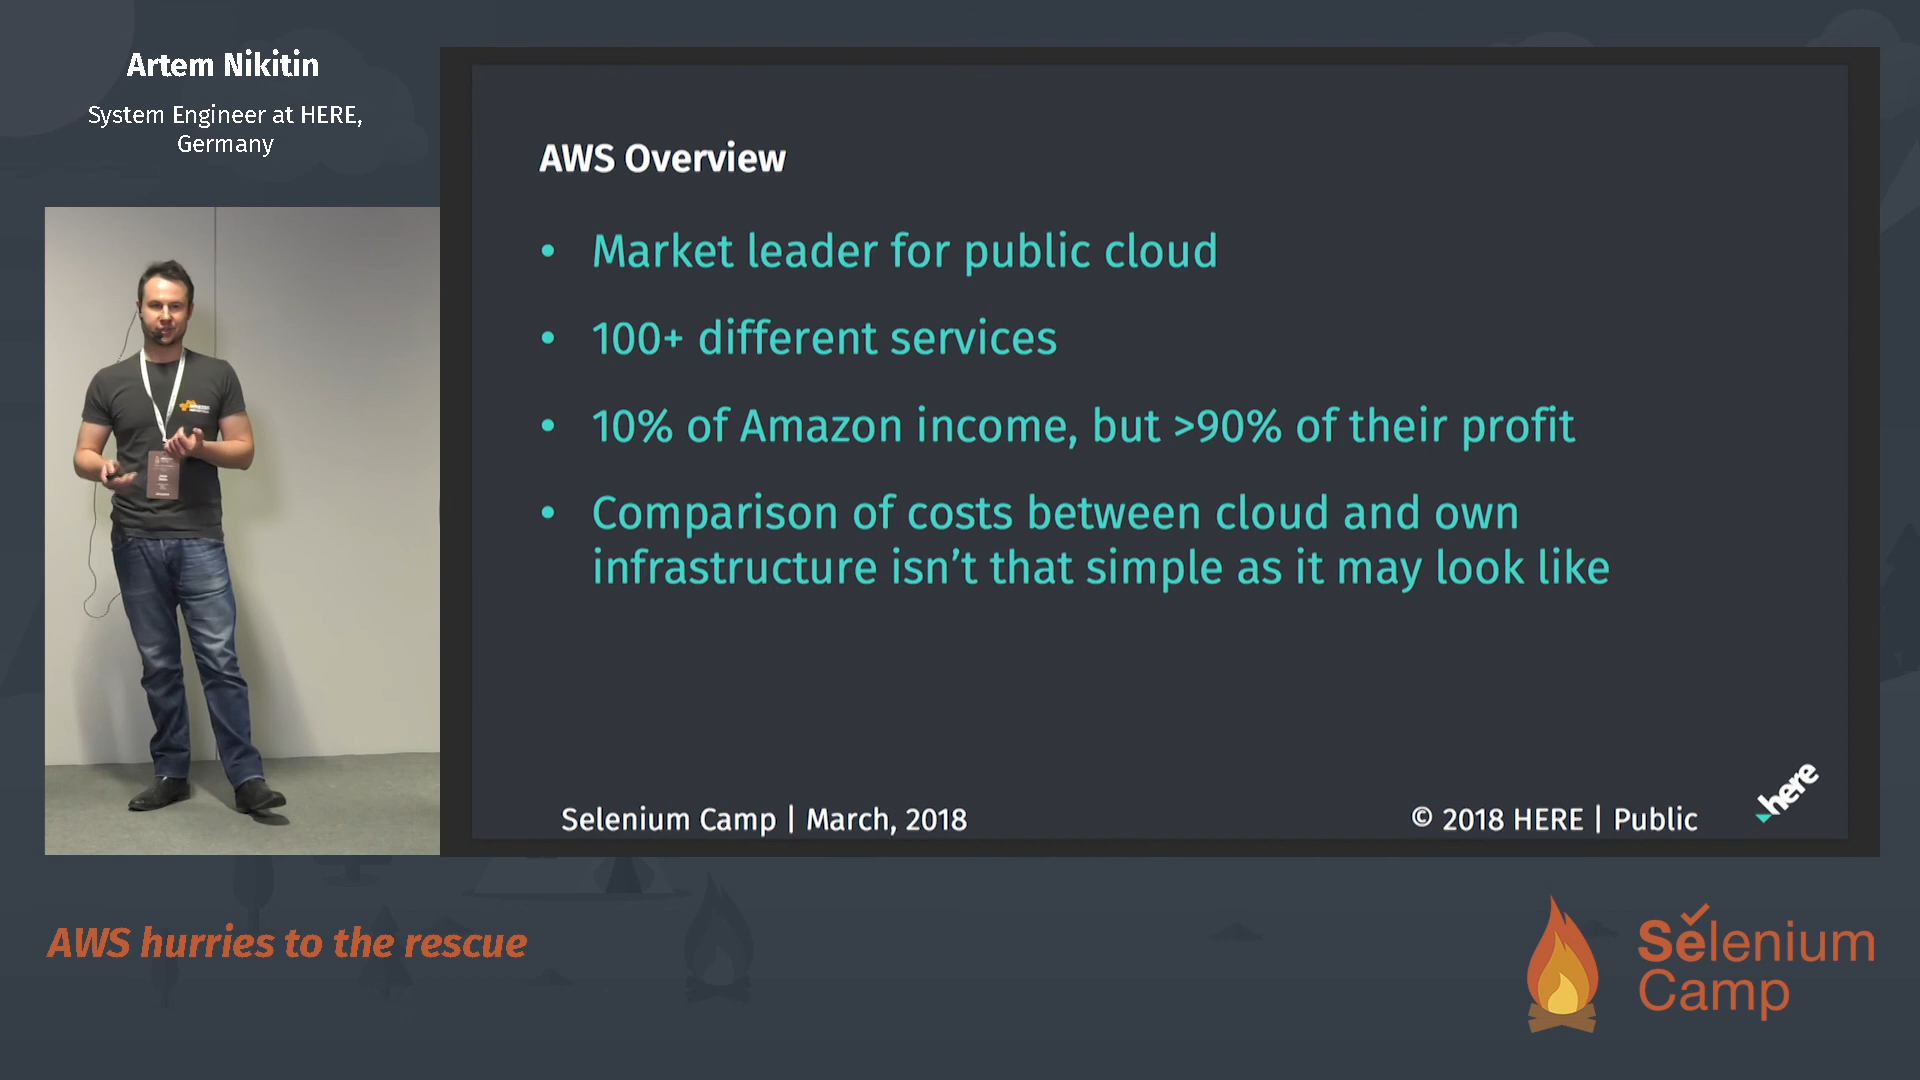 Artem Nikitin
System Engineer at HERE,
Germany
AWS Overview
• Market leader for public cloud
• 100+ different services
• 10% of Amazon income, but >90% of their profit
• Comparison of costs between cloud and own
infrastructure isn't that simple as it may look like
Selenium Camp | March, 2018
© 2018 HERE | Public
here
AWS hurries to the rescue
Selenium
Camp